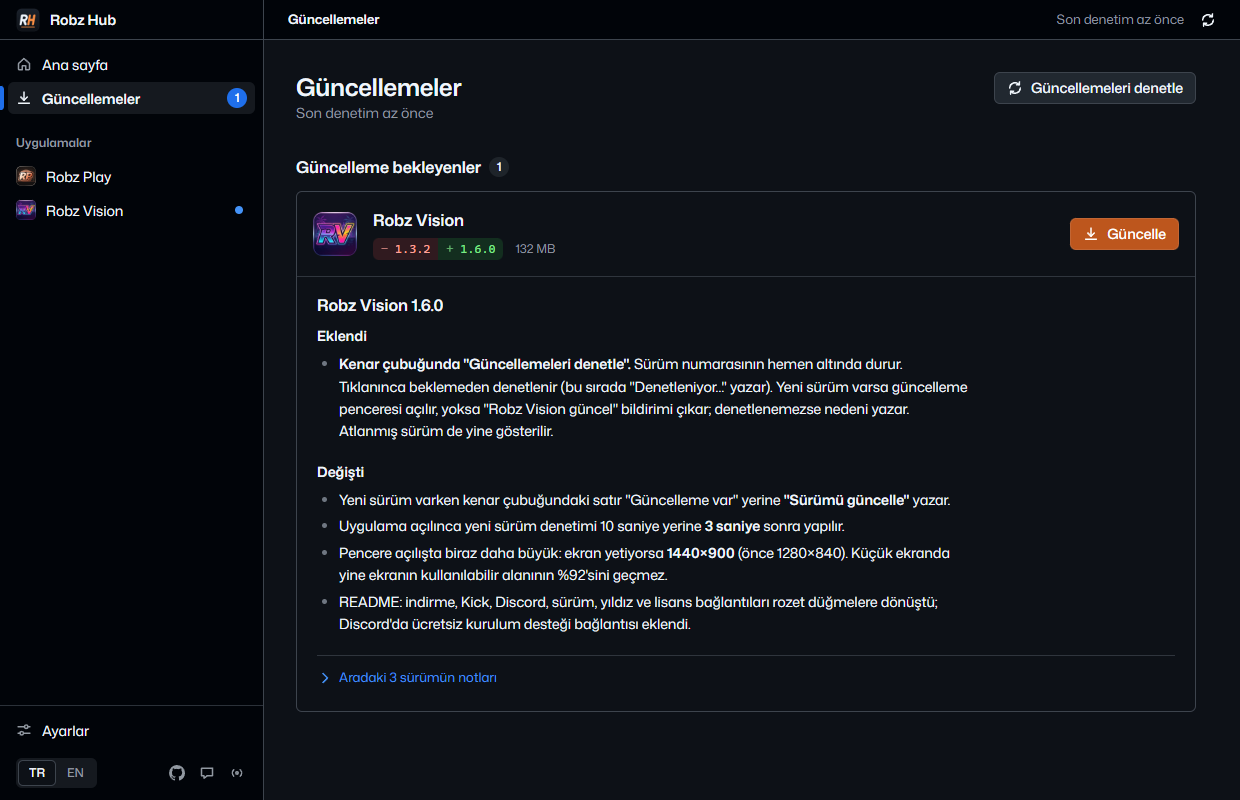 RH Robz Hub
Güncellemeler
Son denetim az önce
Ana sayfa
Güncellemeler 1
Uygulamalar
Robz Play
RV Robz Vision
Güncellemeler
Son denetim az önce
Güncellemeleri denetle
Güncelleme bekleyenler 1
RV
Robz Vision
− 1.3.2 + 1.6.0 132 MB
Güncelle
Robz Vision 1.6.0
Eklendi
Kenar çubuğunda "Güncellemeleri denetle". Sürüm numarasının hemen altında durur.
Tıklanınca beklemeden denetlenir (bu sırada "Denetleniyor..." yazar). Yeni sürüm varsa güncelleme
penceresi açılır, yoksa "Robz Vision güncel" bildirimi çıkar; denetlenemezse nedeni yazar.
Atlanmış sürüm de yine gösterilir.
Değişti
Yeni sürüm varken kenar çubuğundaki satır "Güncelleme var" yerine "Sürümü güncelle" yazar.
Uygulama açılınca yeni sürüm denetimi 10 saniye yerine 3 saniye sonra yapılır.
Pencere açılışta biraz daha büyük: ekran yetiyorsa 1440×900 (önce 1280×840). Küçük ekranda
yine ekranın kullanılabilir alanının %92'sini geçmez.
README: indirme, Kick, Discord, sürüm, yıldız ve lisans bağlantıları rozet düğmelere dönüştü;
Discord'da ücretsiz kurulum desteği bağlantısı eklendi.
Aradaki 3 sürümün notları
Ayarlar
TR EN